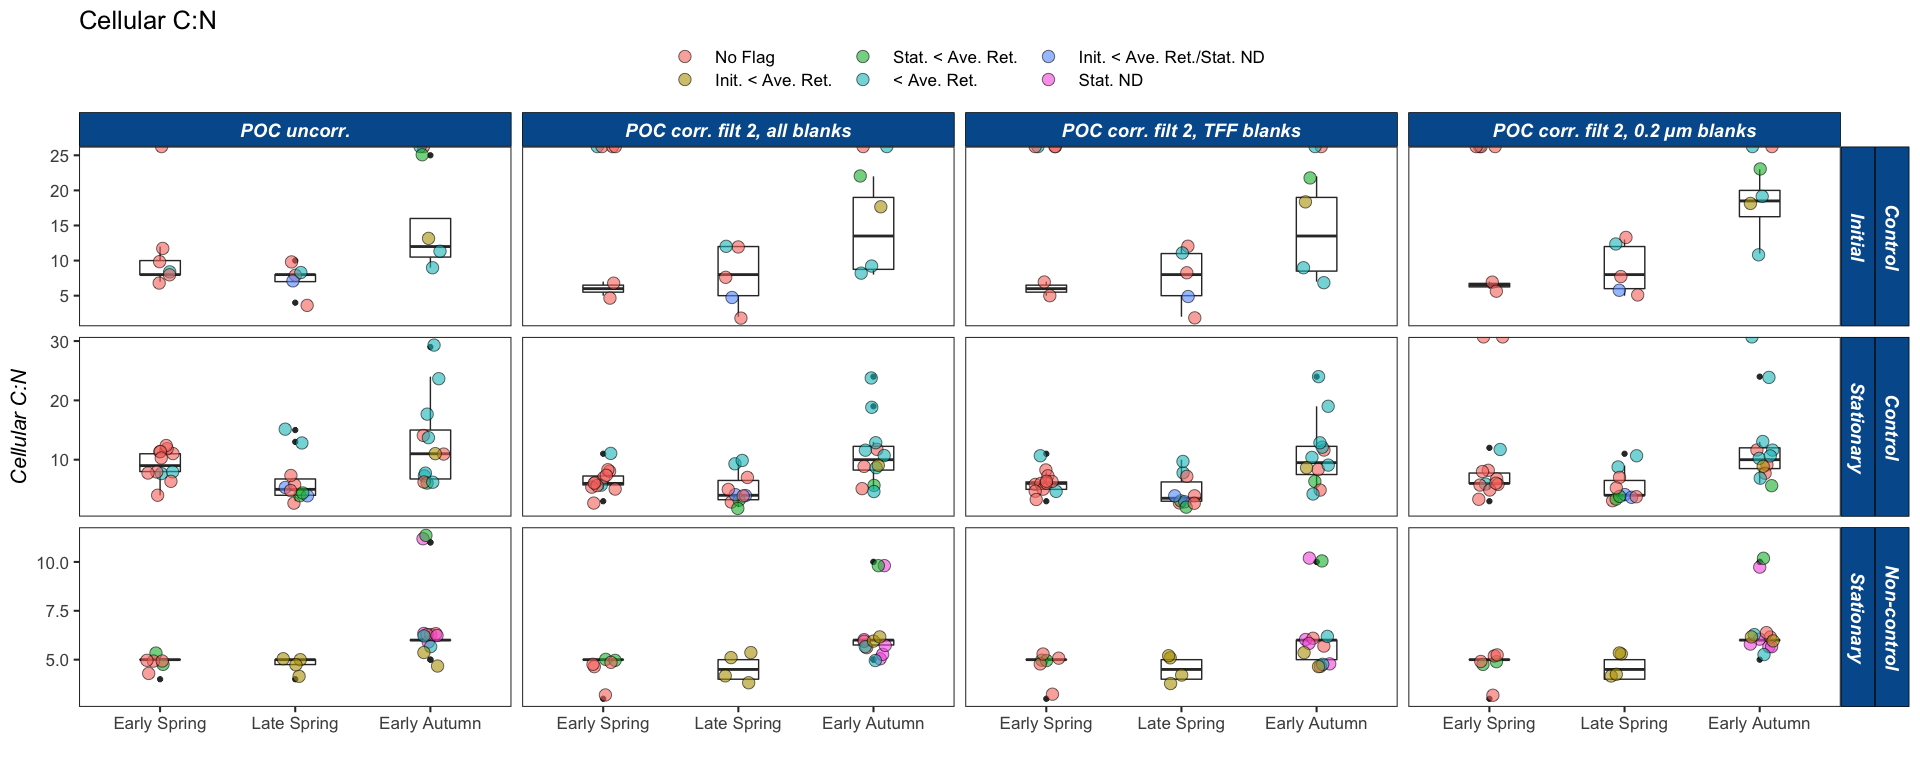 Cellular C:N
No Flag
Stat. < Ave. Ret.
Init. < Ave. Ret./Stat. ND
Init. < Ave. Ret.
< Ave. Ret.
Stat. ND
POC uncorr.
POC corr. filt 2, all blanks
POC corr. filt 2, TFF blanks
POC corr. filt 2, 0.2 µm blanks
25
20
15
10
5
Initial
Control
30
20
10
Stationary
Control
10.0
7.5
5.0
Stationary
Non-control
Cellular C:N
Early Spring
Late Spring
Early Autumn
Early Spring
Late Spring
Early Autumn
Early Spring
Late Spring
Early Autumn
Early Spring
Late Spring
Early Autumn